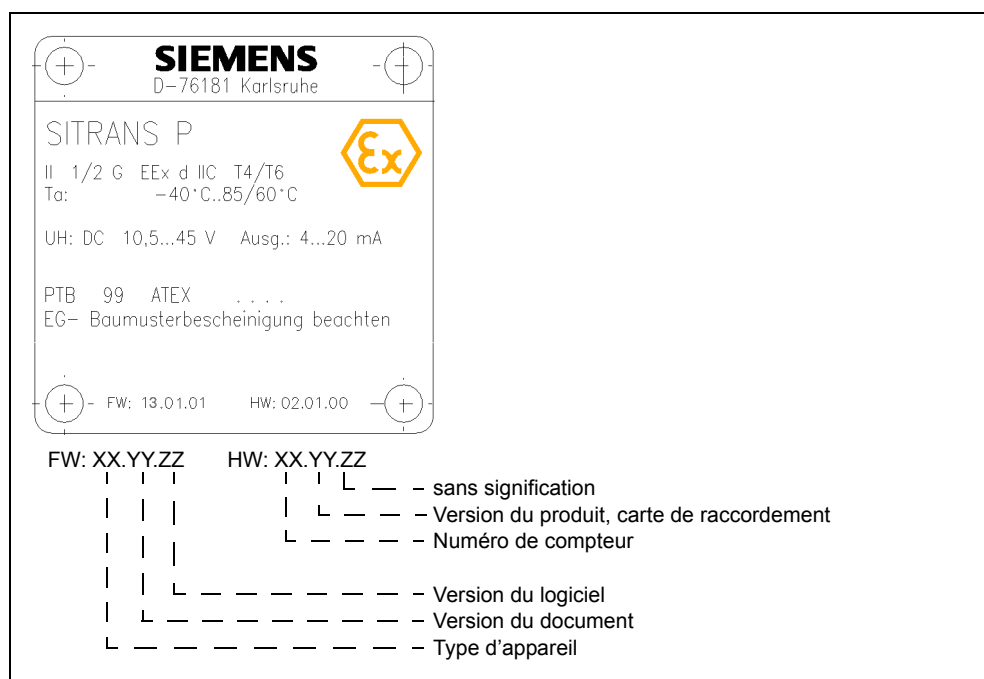 SIEMENS
D-76181 Karlsruhe
SITRANS P
εx
II 1/2 G EEx d IIC T4/T6
Ta: -40°C..85/60°C
UH: DC 10,5...45 V Ausg.: 4...20 mA
PTB 99 ATEX ....
EG- Baumusterbescheinigung beachten
FW: 13.01.01 HW: 02.01.00
FW: XX.YY.ZZ HW: XX.YY.ZZ
sans signification
Version du produit, carte de raccordement
Numéro de compteur
Version du logiciel
Version du document
Type d'appareil